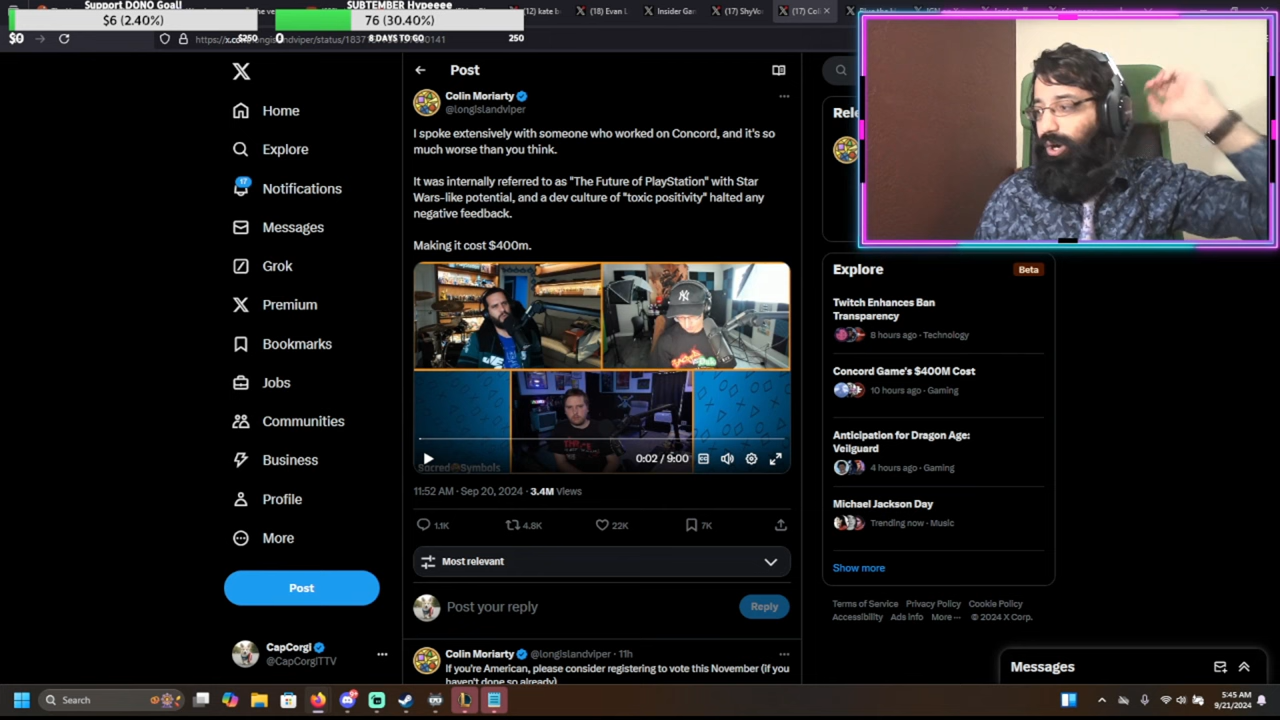 Support DONO Goal!
$6 (2.40%)
$0
$250
SUBTEMBER Hypeeee
76 (30.40%)
0
8 DAYS TO GO
250
(12) kate b
(18) Evan L
Insider Ga
(17) ShyVo
(17) Coli
Post
Colin Moriarty
@longislandviper
I spoke extensively with someone who worked on Concord, and it's so
much worse than you think.
It was internally referred to as "The Future of PlayStation" with Star
Wars-like potential, and a dev culture of "toxic positivity" halted any
negative feedback.
Making it cost $400m.
NY
Sacred Symbols
0:02 / 9:00
CC
11:52 AM · Sep 20, 2024 · 3.4M Views
1.1K
4.8K
22K
7K
Most relevant
Post your reply
Reply
Colin Moriarty @longislandviper · 11h
If you're American, please consider registering to vote this November (if you
haven't done so already)
X
Home
Explore
17
Notifications
Messages
Grok
Premium
Bookmarks
Jobs
Communities
Business
Profile
More
Post
CapCorgi
@CapCorgiTTV
Rele
Explore
Beta
Twitch Enhances Ban
Transparency
8 hours ago · Technology
Concord Game's $400M Cost
10 hours ago · Gaming
Anticipation for Dragon Age:
Veilguard
4 hours ago · Gaming
Michael Jackson Day
Trending now · Music
Show more
Terms of Service Privacy Policy Cookie Policy
Accessibility Ads info More ··· © 2024 X Corp.
Messages
Search
5:45 AM
9/21/2024